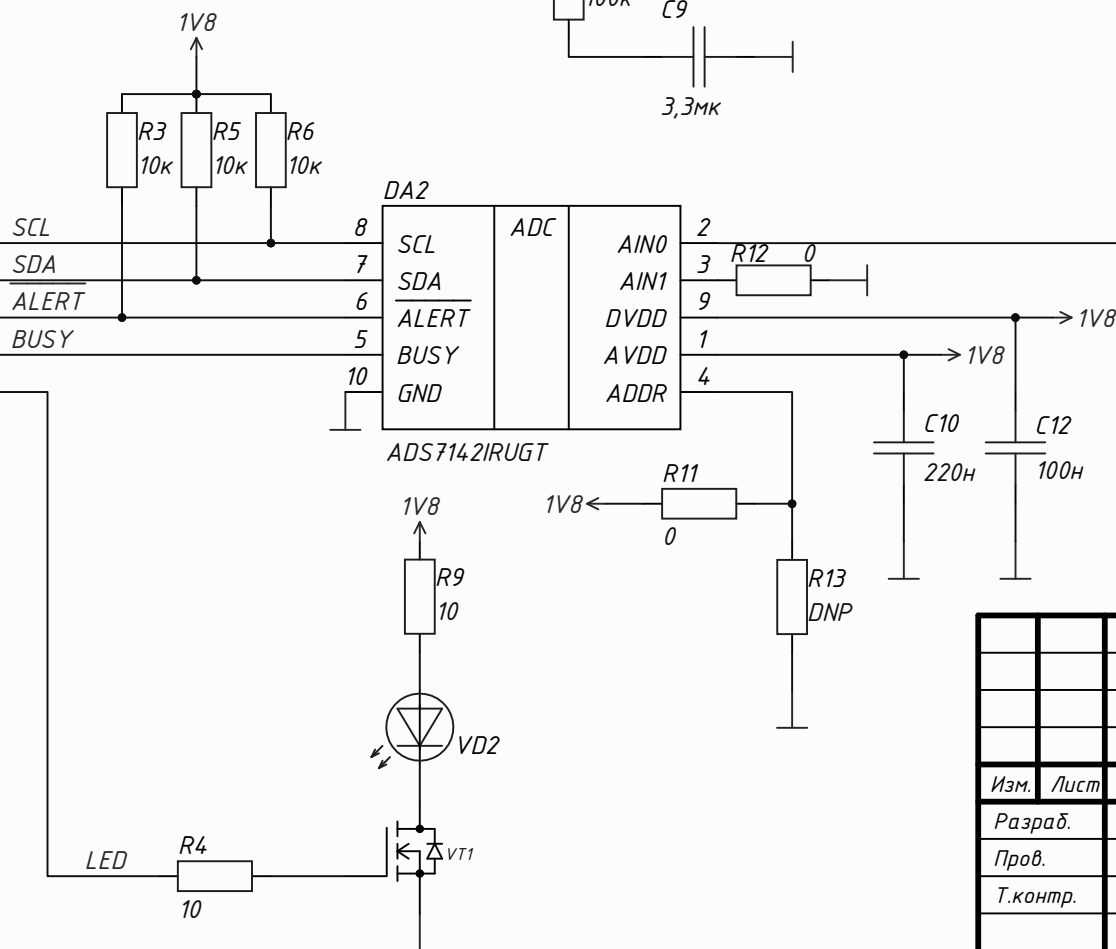 100к
C9
3,3мк
1V8
R3
10к
R5
10к
R6
10к
DA2
SCL
SDA
ALERT
BUSY
8
7
6
5
10
SCL
SDA
ALERT
BUSY
GND
ADC
AIN0
AIN1
DVDD
AVDD
ADDR
2
3
9
1
4
R12 0
1V8
1V8
ADS7142IRUGT
C10
220н
C12
100н
R11
1V8
0
R13
DNP
1V8
R9
10
VD2
VT1
LED
R4
10
Изм. Лист
Разраб.
Пров.
Т.контр.